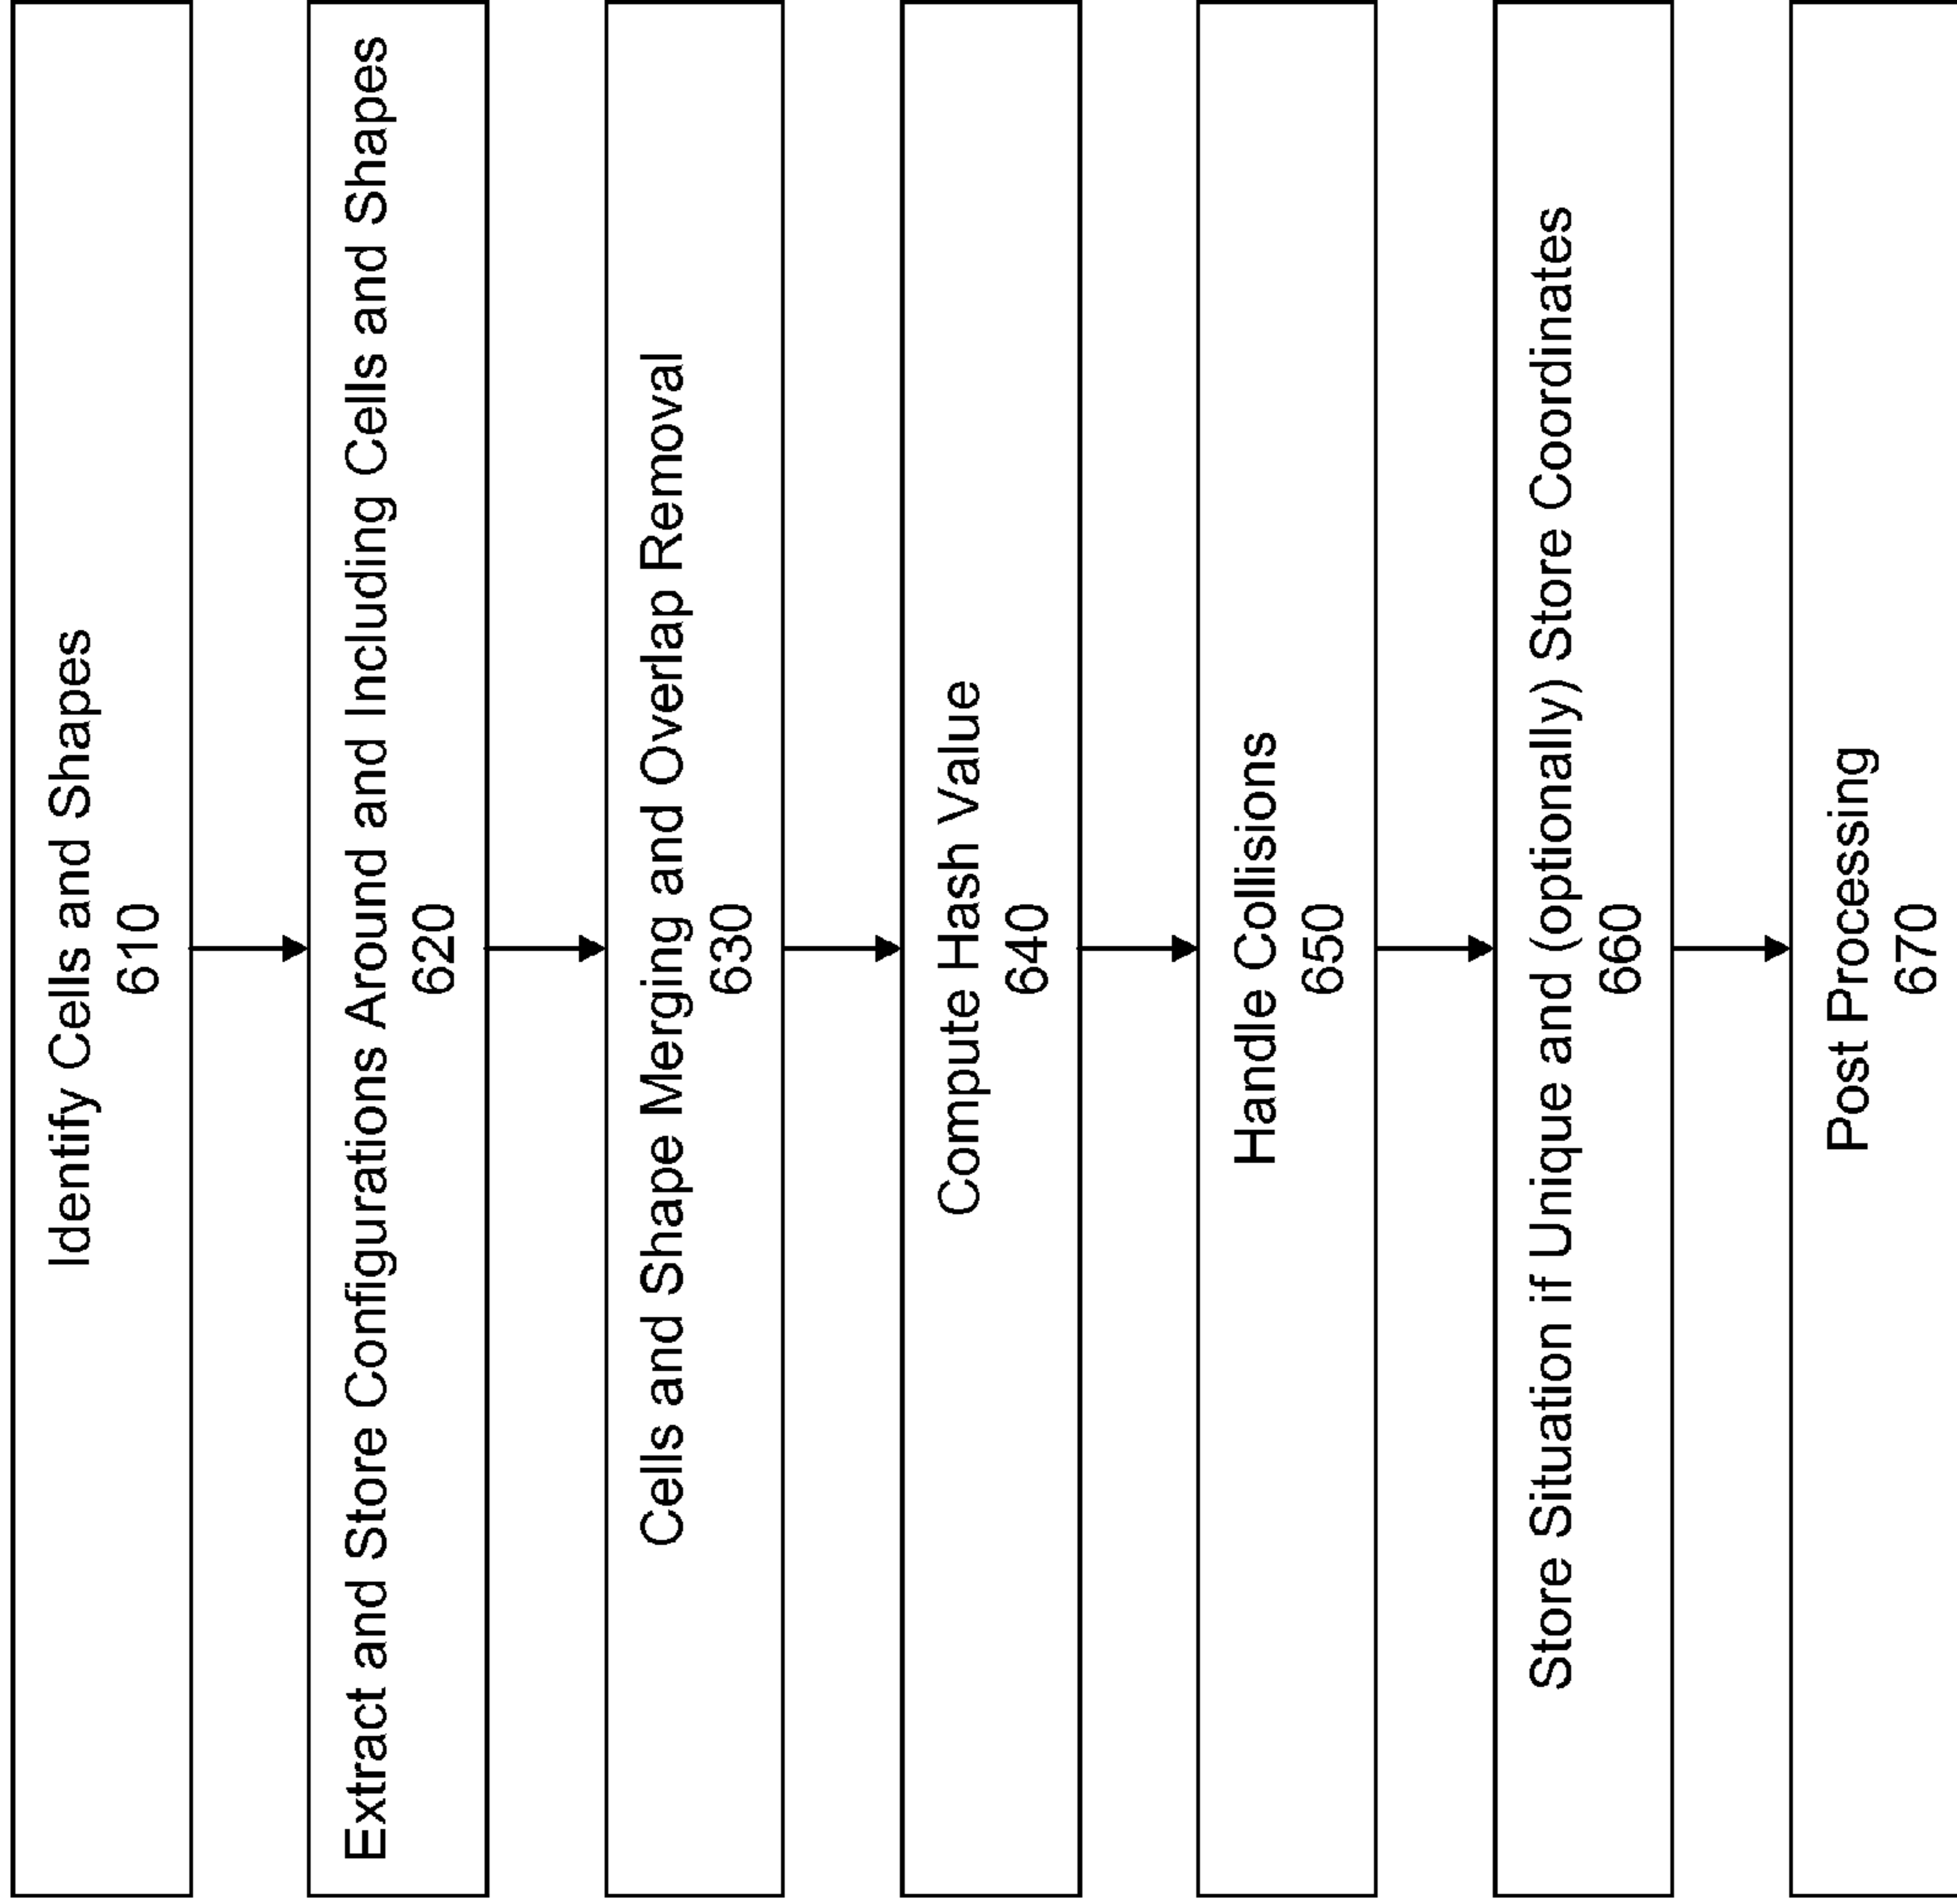 Identify Cells and Shapes
610
Extract and Store Configurations Around and Including Cells and Shapes
620
Cells and Shape Merging and Overlap Removal
630
Compute Hash Value
640
Handle Collisions
650
Store Situation if Unique and (optionally) Store Coordinates
660
Post Processing
670